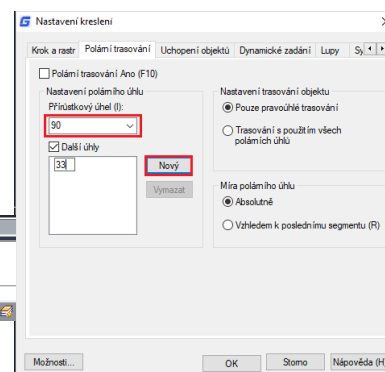 Nastavení kreslení
Krok a rastr Polární trasování Uchopení objektů Dynamické zadání Lupy Sy
Polární trasování Ano (F10)
Nastavení polárního úhlu
Přírůstkový úhel (I):
90
Další úhly
33
Nový
Vymazat
Nastavení trasování objektu
Pouze pravoúhlé trasování
Trasování s použitím všech
polárních úhlů
Míra polárního úhlu
Absolutně
Vzhledem k poslednímu segmentu (R)
Možnosti... OK Storno Nápověda (H